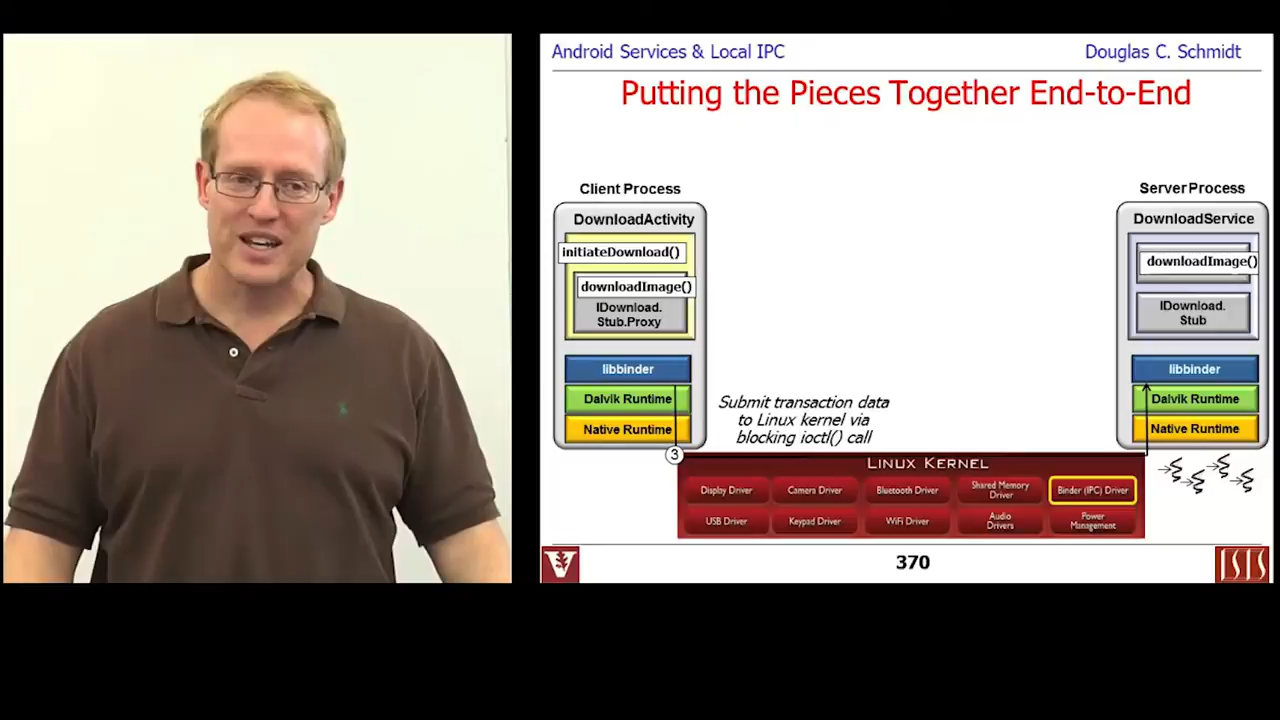 Android Services & Local IPC
Douglas C. Schmidt
Putting the Pieces Together End-to-End
Client Process
DownloadActivity
initiateDownload()
downloadImage()
IDownload.
Stub.Proxy
libbinder
Dalvik Runtime
Native Runtime
Submit transaction data
to Linux kernel via
blocking ioctl() call
3
Server Process
DownloadService
downloadImage()
IDownload.
Stub
libbinder
Dalvik Runtime
Native Runtime
LINUX KERNEL
Display Driver
Camera Driver
Bluetooth Driver
Shared Memory
Driver
Binder (IPC) Driver
USB Driver
Keypad Driver
WiFi Driver
Audio
Drivers
Power
Management
V
370
ISIS